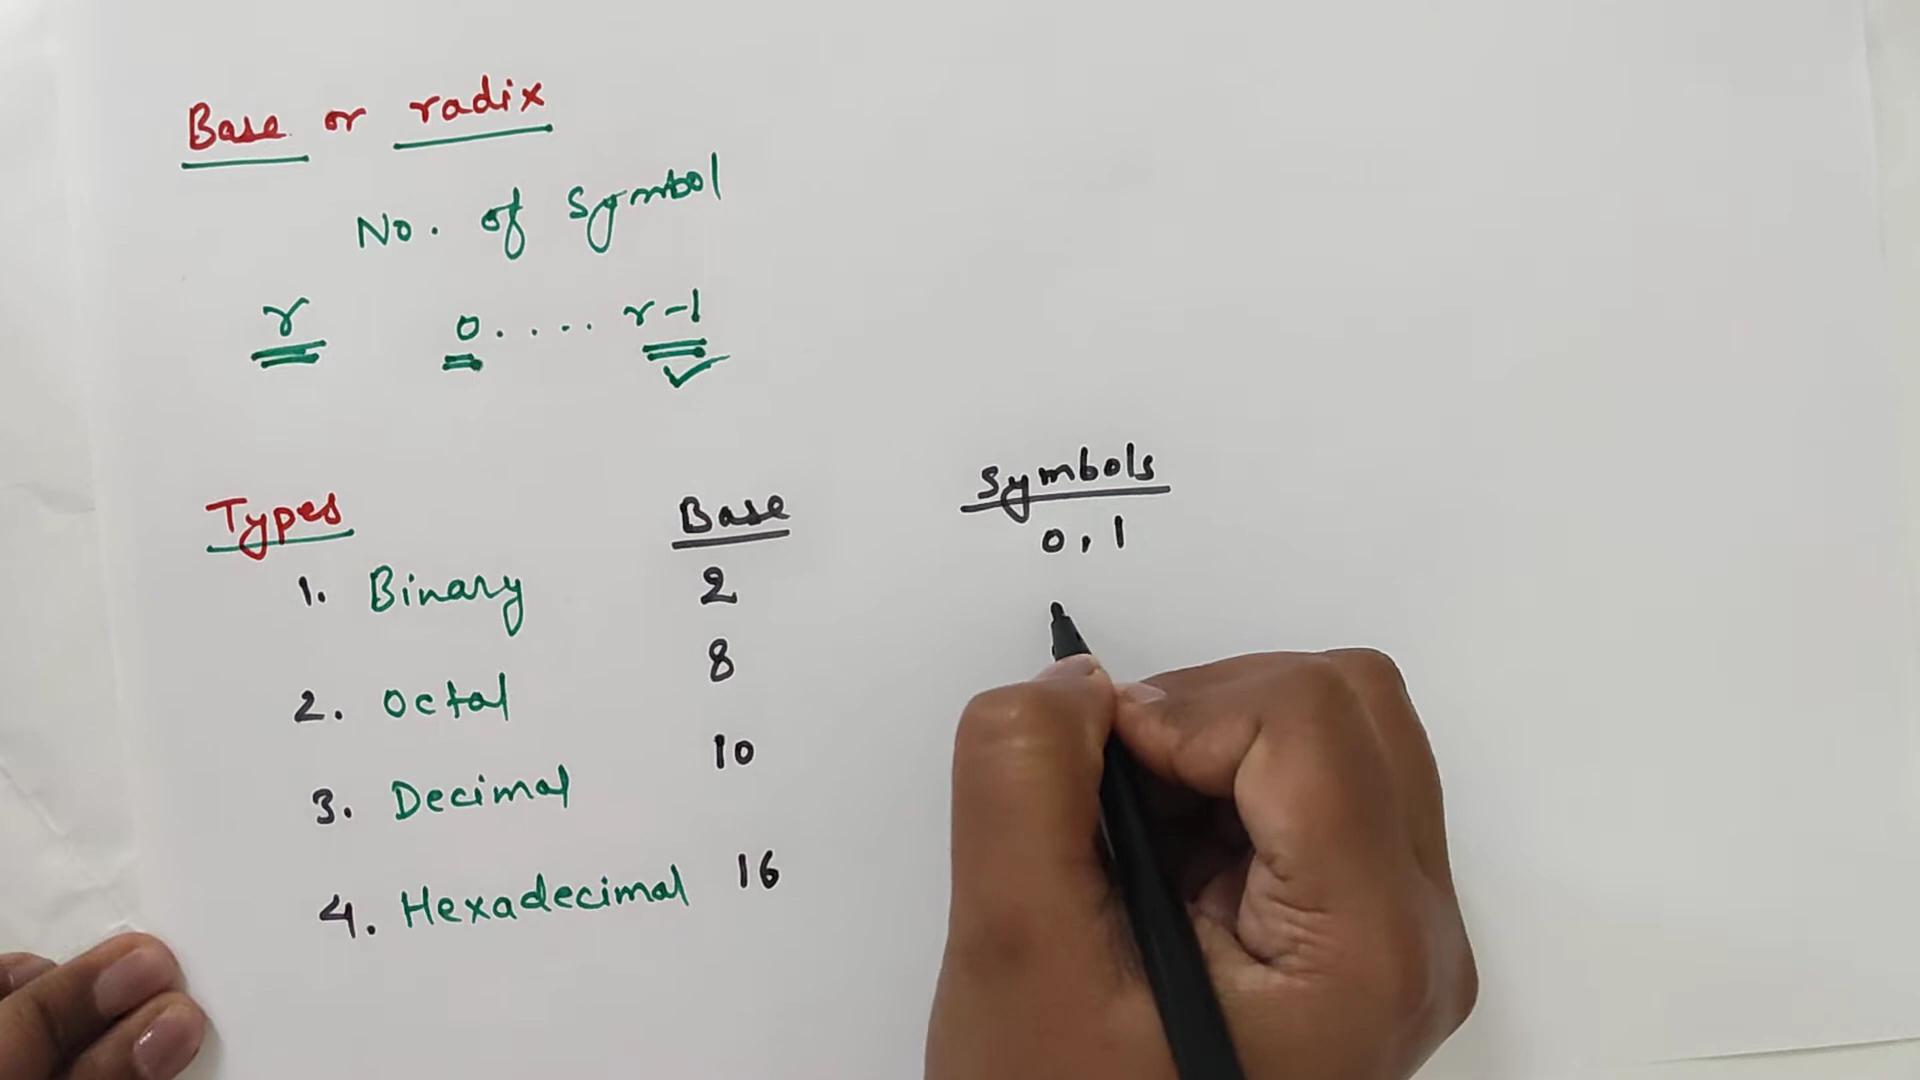 Base or radix
No. of symbol
r 0..... r-1
Types Base Symbols
1. Binary 2 0, 1
2. Octal 8
3. Decimal 10
4. Hexadecimal 16